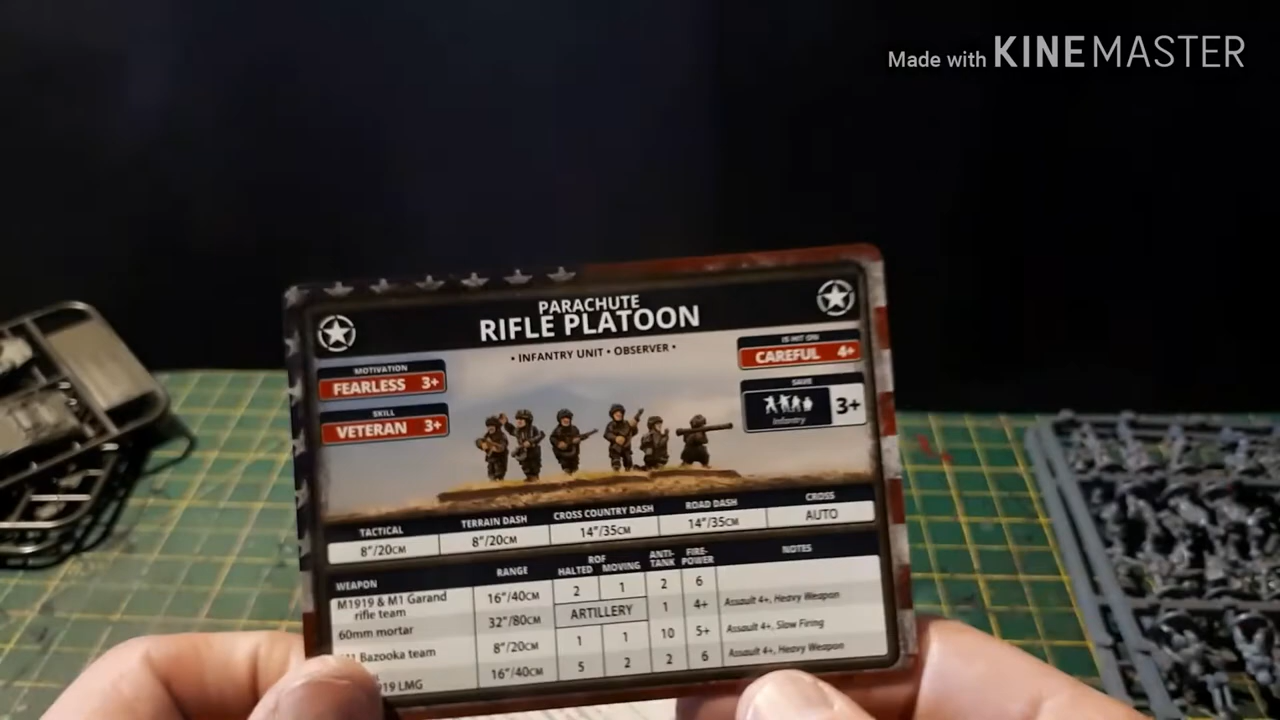 Made with KINEMASTER
PARACHUTE
RIFLE PLATOON
• INFANTRY UNIT • OBSERVER •
MOTIVATION
FEARLESS 3+
SKILL
VETERAN 3+
IS HIT ON
CAREFUL 4+
SAVE
Infantry 3+
TACTICAL TERRAIN DASH CROSS COUNTRY DASH ROAD DASH CROSS
8"/20CM 8"/20CM 14"/35CM 14"/35CM AUTO
WEAPON RANGE ROF HALTED MOVING ANTI-TANK FIRE-POWER NOTES
M1919 & M1 Garand
rifle team 16"/40CM 2 1 2 6
60mm mortar 32"/80CM ARTILLERY 1 4+ Assault 4+, Heavy Weapon
Bazooka team 8"/20CM 1 1 10 5+ Assault 4+, Slow Firing
LMG 16"/40CM 5 2 2 6 Assault 4+, Heavy Weapon